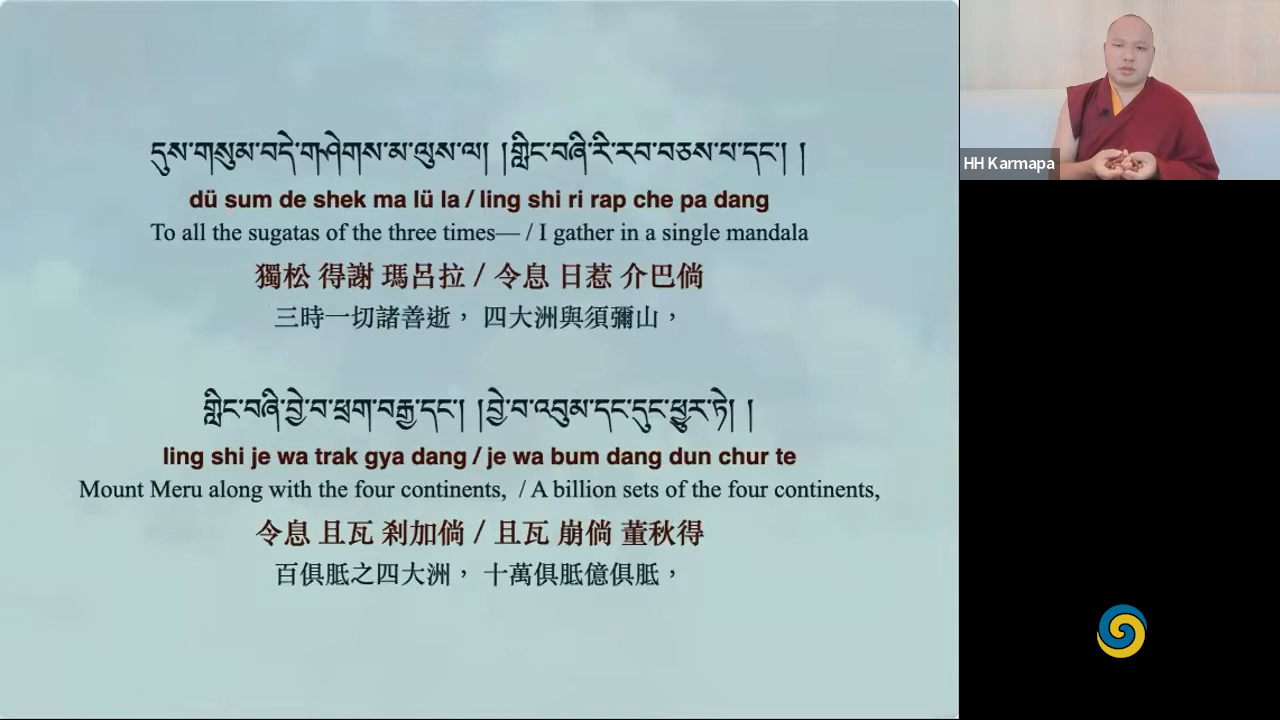 དུས་གསུམ་བདེ་གཤེགས་མ་ལུས་ལ། །གླིང་བཞི་རི་རབ་བཅས་པ་དང་། །
dü sum de shek ma lü la / ling shi ri rap che pa dang
To all the sugatas of the three times— / I gather in a single mandala
獨松 得謝 瑪呂拉 / 令息 日惹 介巴倘
三時一切諸善逝， 四大洲與須彌山，
གླིང་བཞི་བྱེ་བ་ཕྲག་བརྒྱ་དང་། །བྱེ་བ་འབུམ་དང་དུང་ཕྱུར་ཏེ། །
ling shi je wa trak gya dang / je wa bum dang dun chur te
Mount Meru along with the four continents, / A billion sets of the four continents,
令息 且瓦 剎加倘 / 且瓦 崩倘 董秋得
百俱胝之四大洲， 十萬俱胝億俱胝，
HH Karmapa